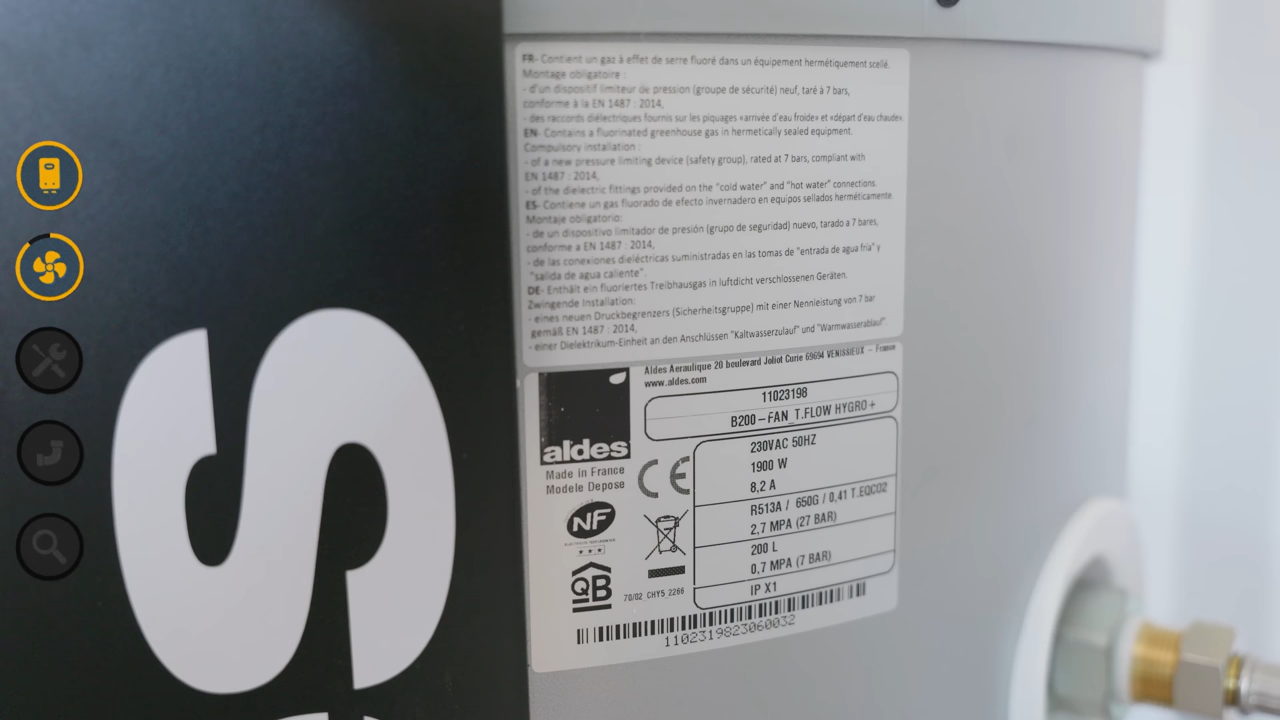 FR- Contient un gaz à effet de serre fluoré dans un équipement hermétiquement scellé.
Montage obligatoire :
- d'un dispositif limiteur de pression (groupe de sécurité) neuf, taré à 7 bars,
conforme à la EN 1487 : 2014,
- des raccords diélectriques fournis sur les piquages «arrivée d'eau froide» et «départ d'eau chaude».
EN- Contains a fluorinated greenhouse gas in hermetically sealed equipment.
Compulsory installation :
- of a new pressure limiting device (safety group), rated at 7 bars, compliant with
EN 1487 : 2014,
- of the dielectric fittings provided on the "cold water" and "hot water" connections.
ES- Contiene un gas fluorado de efecto invernadero en equipos sellados herméticamente
Montaje obligatorio:
- de un dispositivo limitador de presión (grupo de seguridad) nuevo, tarado a 7 bares,
conforme a EN 1487 : 2014,
- de las conexiones dieléctricas suministradas en las tomas de "entrada de agua fría" y
"salida de agua caliente".
DE- Enthält ein fluoriertes Treibhausgas in luftdicht verschlossenen Geräten.
Zwingende Installation:
- eines neuen Druckbegrenzers (Sicherheitsgruppe) mit einer Nennleistung von 7 bar
gemäß EN 1487 : 2014,
- einer Dielektrikum-Einheit an den Anschlüssen "Kaltwasserzulauf" und "Warmwasserablauf".
Aldes Aeraulique 20 boulevard Joliot Curie 69694 VENISSIEUX - France
www.aldes.com
aldes
11023198
B200-FAN_T.FLOW HYGRO+
Made in France
Modele Depose
CE
230VAC 50HZ
1900 W
8,2 A
R513A / 650G / 0,41 T.EQCO2
2,7 MPA (27 BAR)
200 L
0,7 MPA (7 BAR)
IP X1
NF
QB
70/02 CHY5_2266
1102319823060032
S